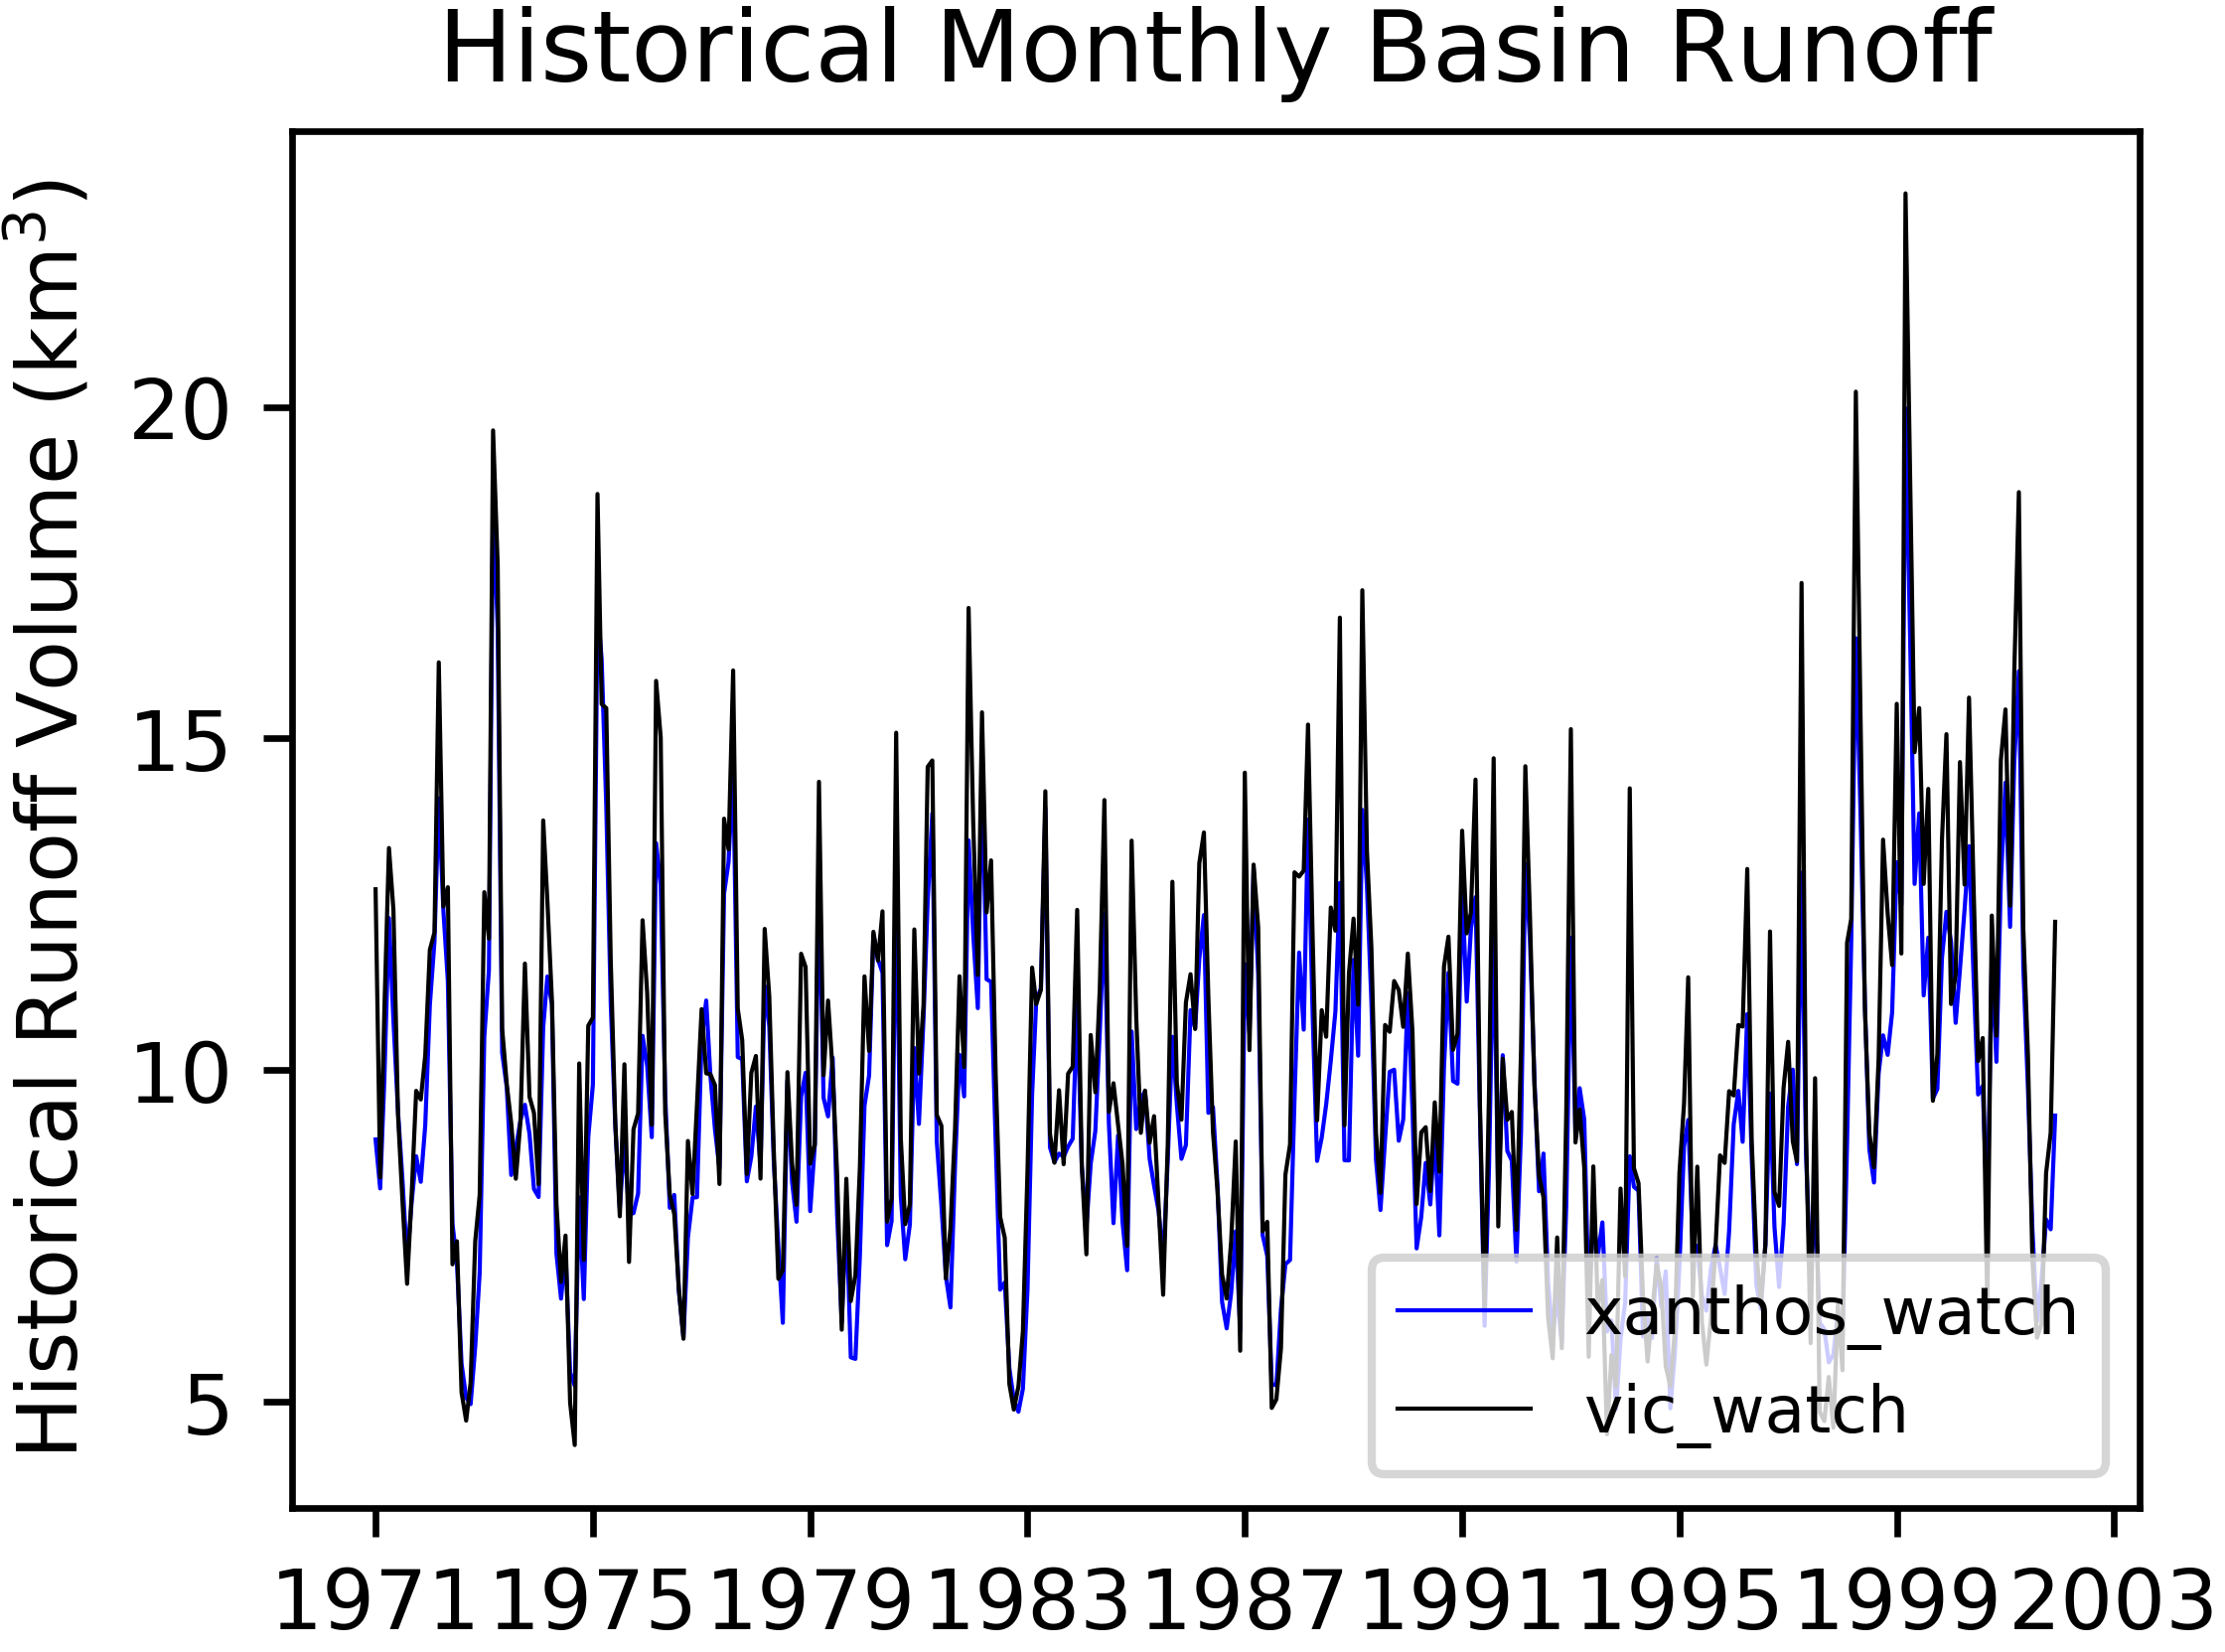 Historical Monthly Basin Runoff
Historical Runoff Volume (km³)
20
15
10
5
xanthos_watch
vic_watch
1971 1975 1979 1983 1987 1991 1995 1999 2003